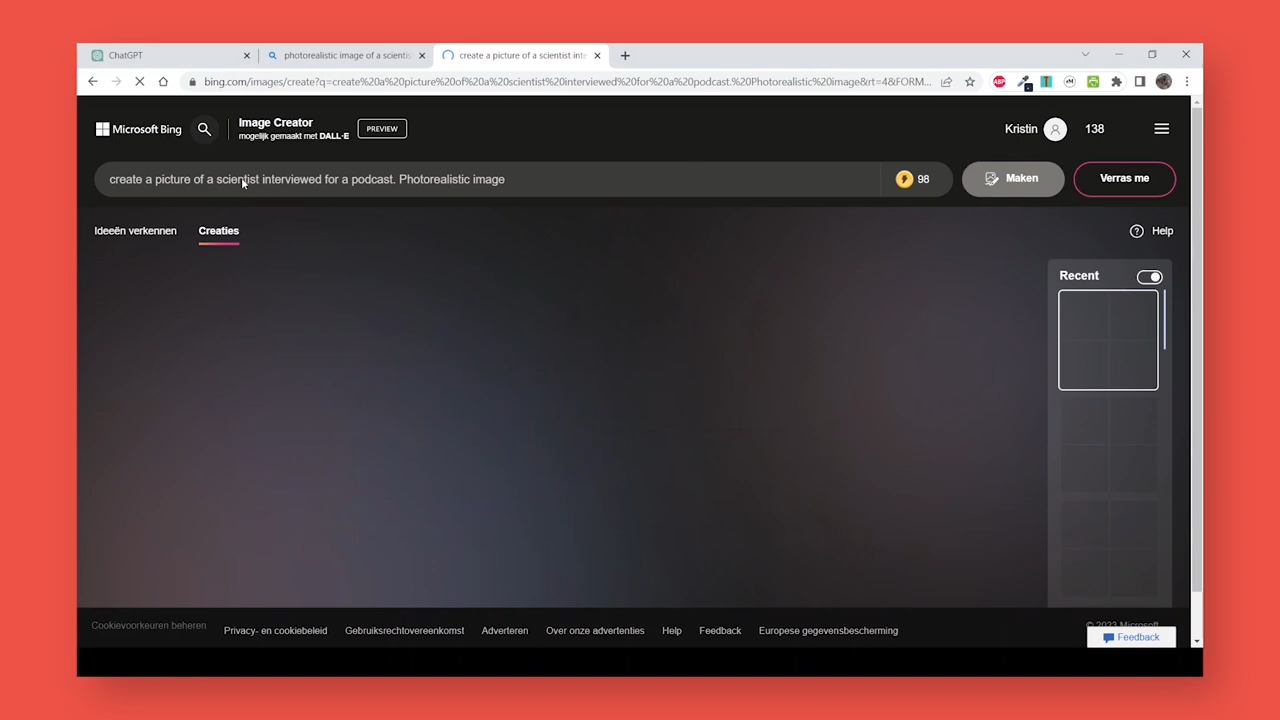 ChatGPT
photorealistic image of a scientis
create a picture of a scientist inte
bing.com/images/create?q=create%20a%20picture%20of%20a%20scientist%20interviewed%20for%20a%20podcast.%20Photorealistic%20image&rt=4&FORM...
ABP
Microsoft Bing
Image Creator
mogelijk gemaakt met DALL·E
PREVIEW
Kristin
138
create a picture of a scientist interviewed for a podcast. Photorealistic image
98
Maken
Verras me
Ideeën verkennen
Creaties
Help
Recent
Cookievoorkeuren beheren
Privacy- en cookiebeleid
Gebruiksrechtovereenkomst
Adverteren
Over onze advertenties
Help
Feedback
Europese gegevensbescherming
© 2023 Microsoft
Feedback